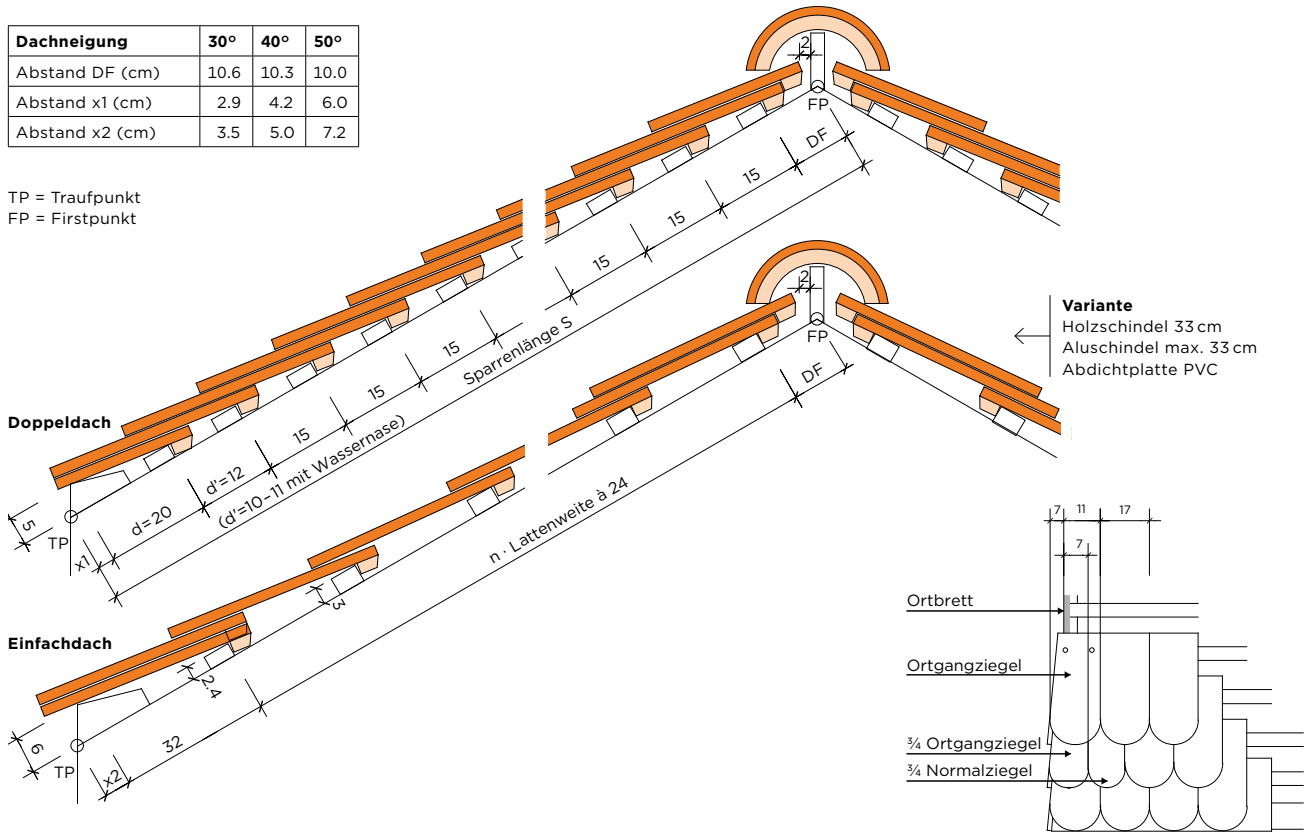 Dachneigung 30° 40° 50°
Abstand DF (cm) 10.6 10.3 10.0
Abstand x1 (cm) 2.9 4.2 6.0
Abstand x2 (cm) 3.5 5.0 7.2
TP = Traufpunkt
FP = Firstpunkt
2
FP
DF
15
15
15
15
15
15
d'=12
d=20
x1
5
TP
Sparrenlänge S
(d'=10–11 mit Wassernase)
Doppeldach
2
FP
DF
n · Lattenweite à 24
3
2.4
32
x2
6
TP
Einfachdach
Variante
Holzschindel 33 cm
Aluschindel max. 33 cm
Abdichtplatte PVC
7 11 17
7
Ortbrett
Ortgangziegel
¾ Ortgangziegel
¾ Normalziegel